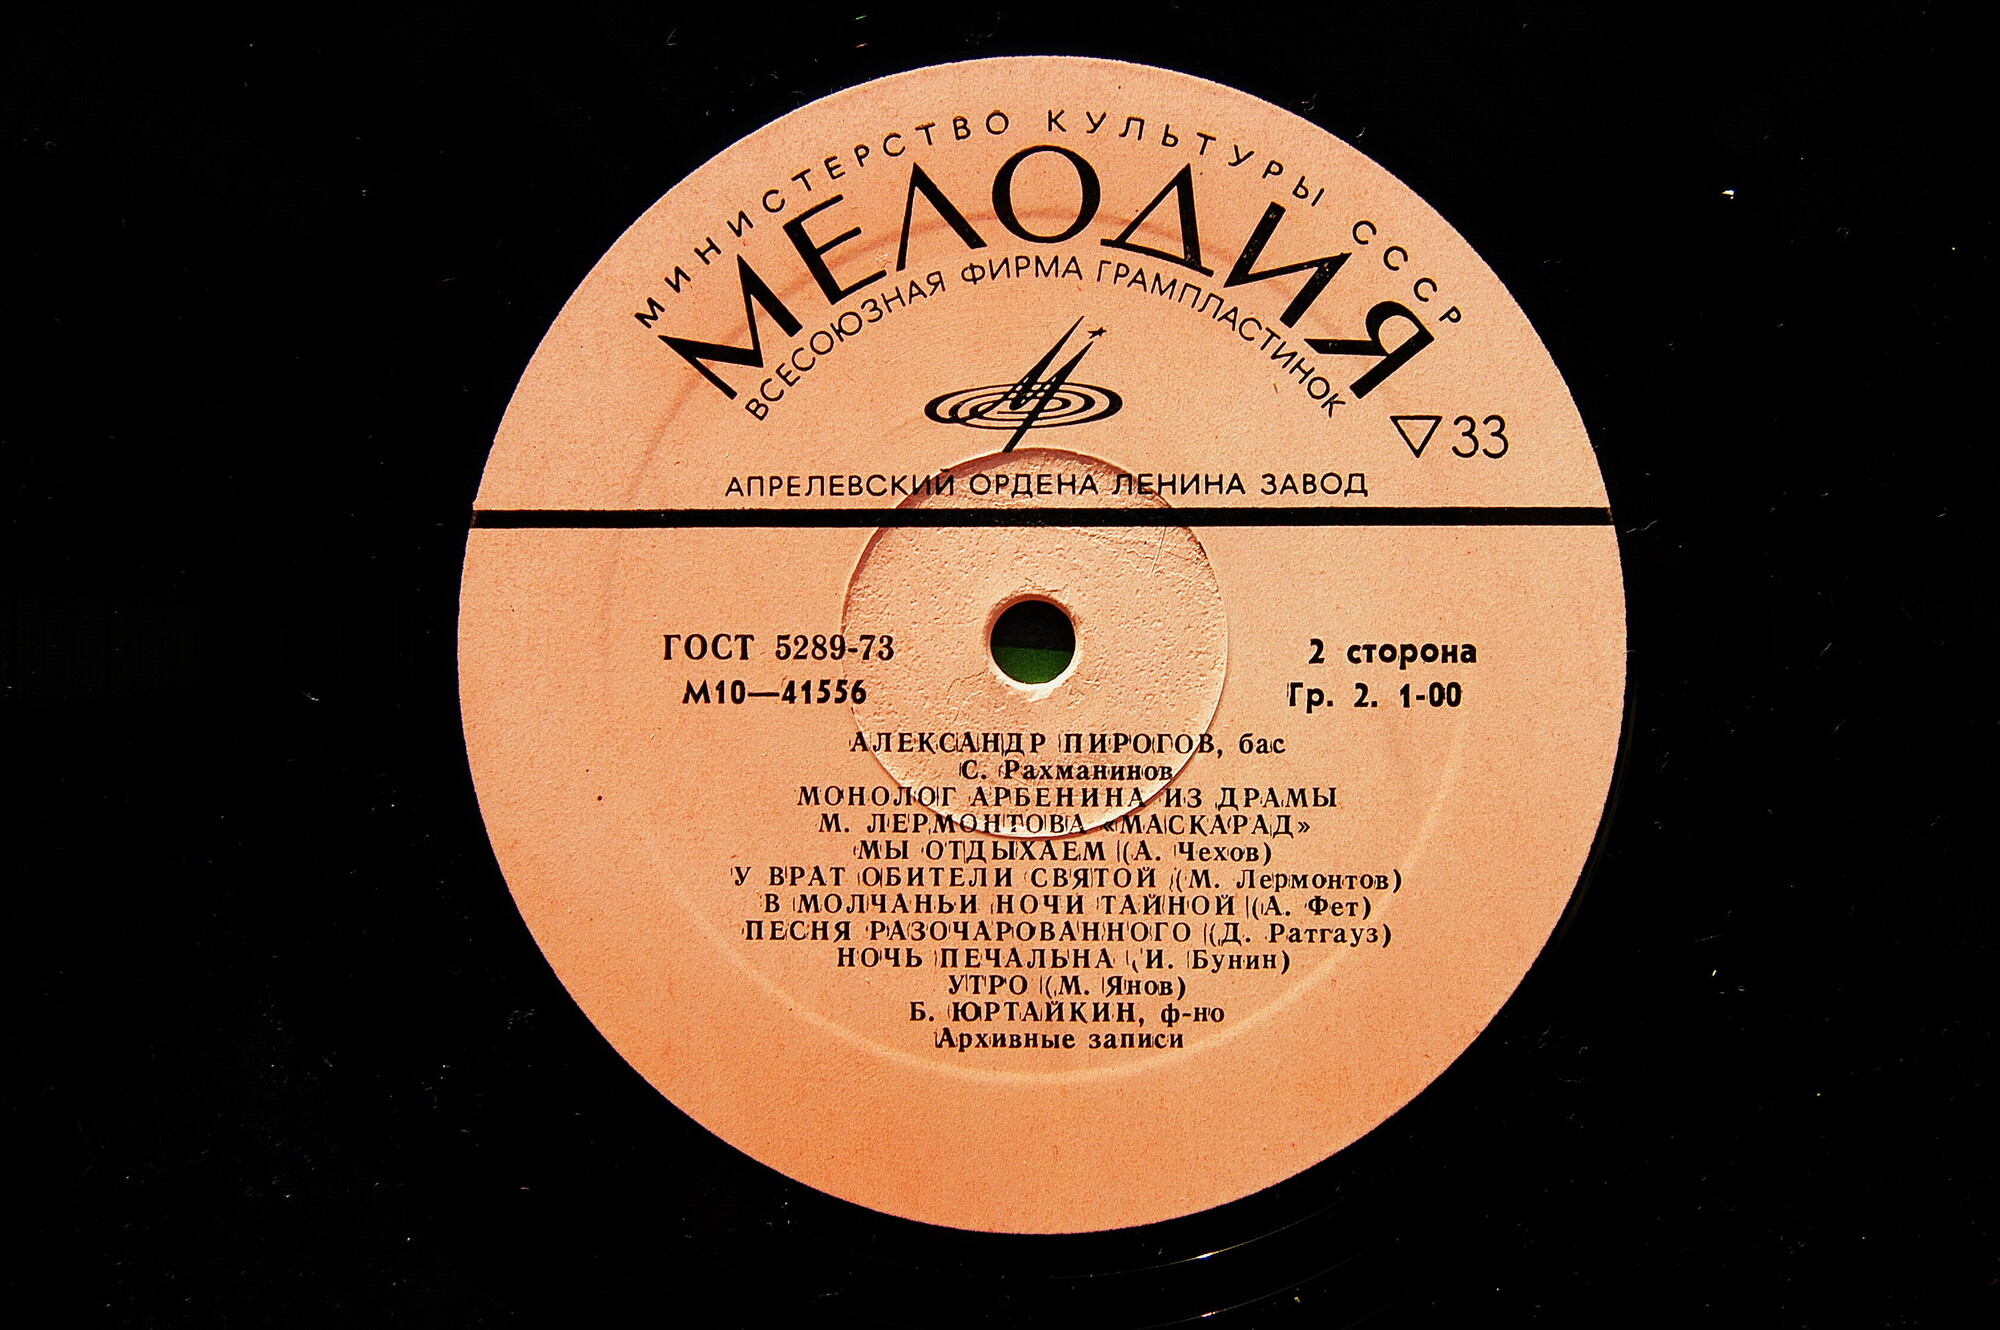 МИНИСТЕРСТВО КУЛЬТУРЫ СССР
МЕЛОДИЯ
ВСЕСОЮЗНАЯ ФИРМА ГРАМПЛАСТИНОК
33
АПРЕЛЕВСКИЙ ОРДЕНА ЛЕНИНА ЗАВОД
ГОСТ 5289-73
М10—41556
2 сторона
Гр. 2. 1-00
АЛЕКСАНДР ПИРОГОВ, бас
С. Рахманинов
МОНОЛОГ АРБЕНИНА ИЗ ДРАМЫ
М. ЛЕРМОНТОВА «МАСКАРАД»
МЫ ОТДЫХАЕМ (А. Чехов)
У ВРАТ ОБИТЕЛИ СВЯТОЙ (М. Лермонтов)
В МОЛЧАНЬИ НОЧИ ТАЙНОЙ (А. Фет)
ПЕСНЯ РАЗОЧАРОВАННОГО (Д. Ратгауз)
НОЧЬ ПЕЧАЛЬНА (И. Бунин)
УТРО (М. Янов)
Б. ЮРТАЙКИН, ф-но
Архивные записи